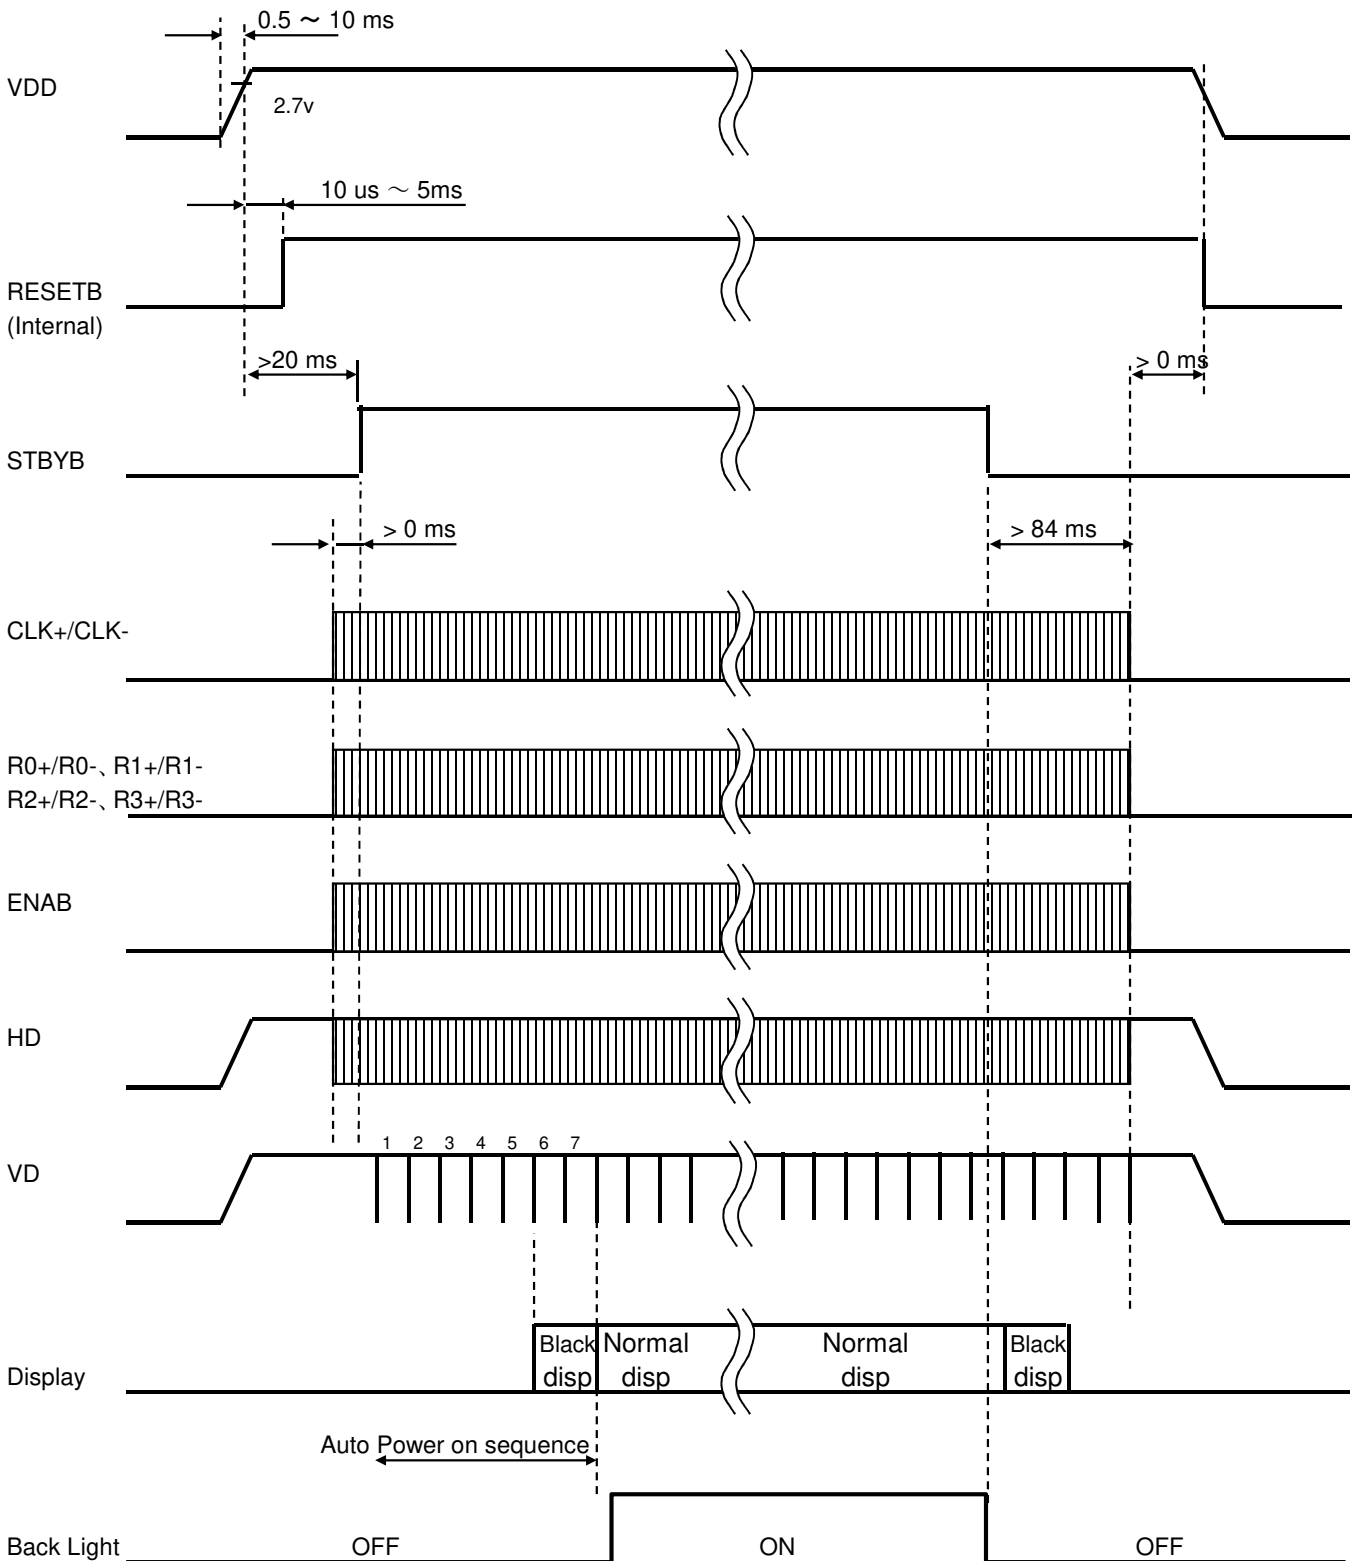 0.5 ～ 10 ms
VDD
2.7v
10 us ～ 5ms
RESETB
(Internal)
>20 ms
> 0 ms
STBYB
> 0 ms
> 84 ms
CLK+/CLK-
R0+/R0-、R1+/R1-
R2+/R2-、R3+/R3-
ENAB
HD
1 2 3 4 5 6 7
VD
Black disp
Normal disp
Normal disp
Black disp
Display
Auto Power on sequence
Back Light
OFF
ON
OFF